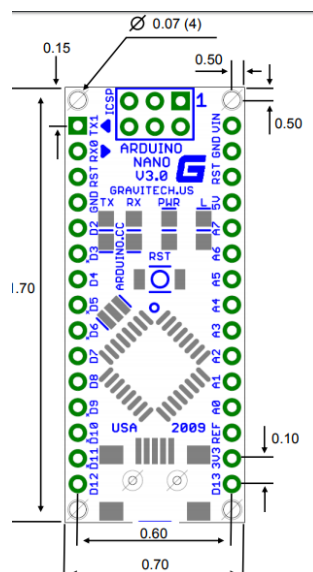 Ø 0.07 (4)
0.15
0.50
0.50
ICSP
1
TX1
VIN
RX0
GND
RST
RST
GND
5V
ARDUINO
NANO
V3.0
G
GRAVITECH.US
TX RX PWR L
D2
A7
D3
A6
ARDUINO.CC
RST
D4
A5
D5
A4
D6
A3
D7
A2
D8
A1
D9
A0
D10
REF
USA 2009
D11
3V3
D12
D13
0.10
1.70
0.60
0.70